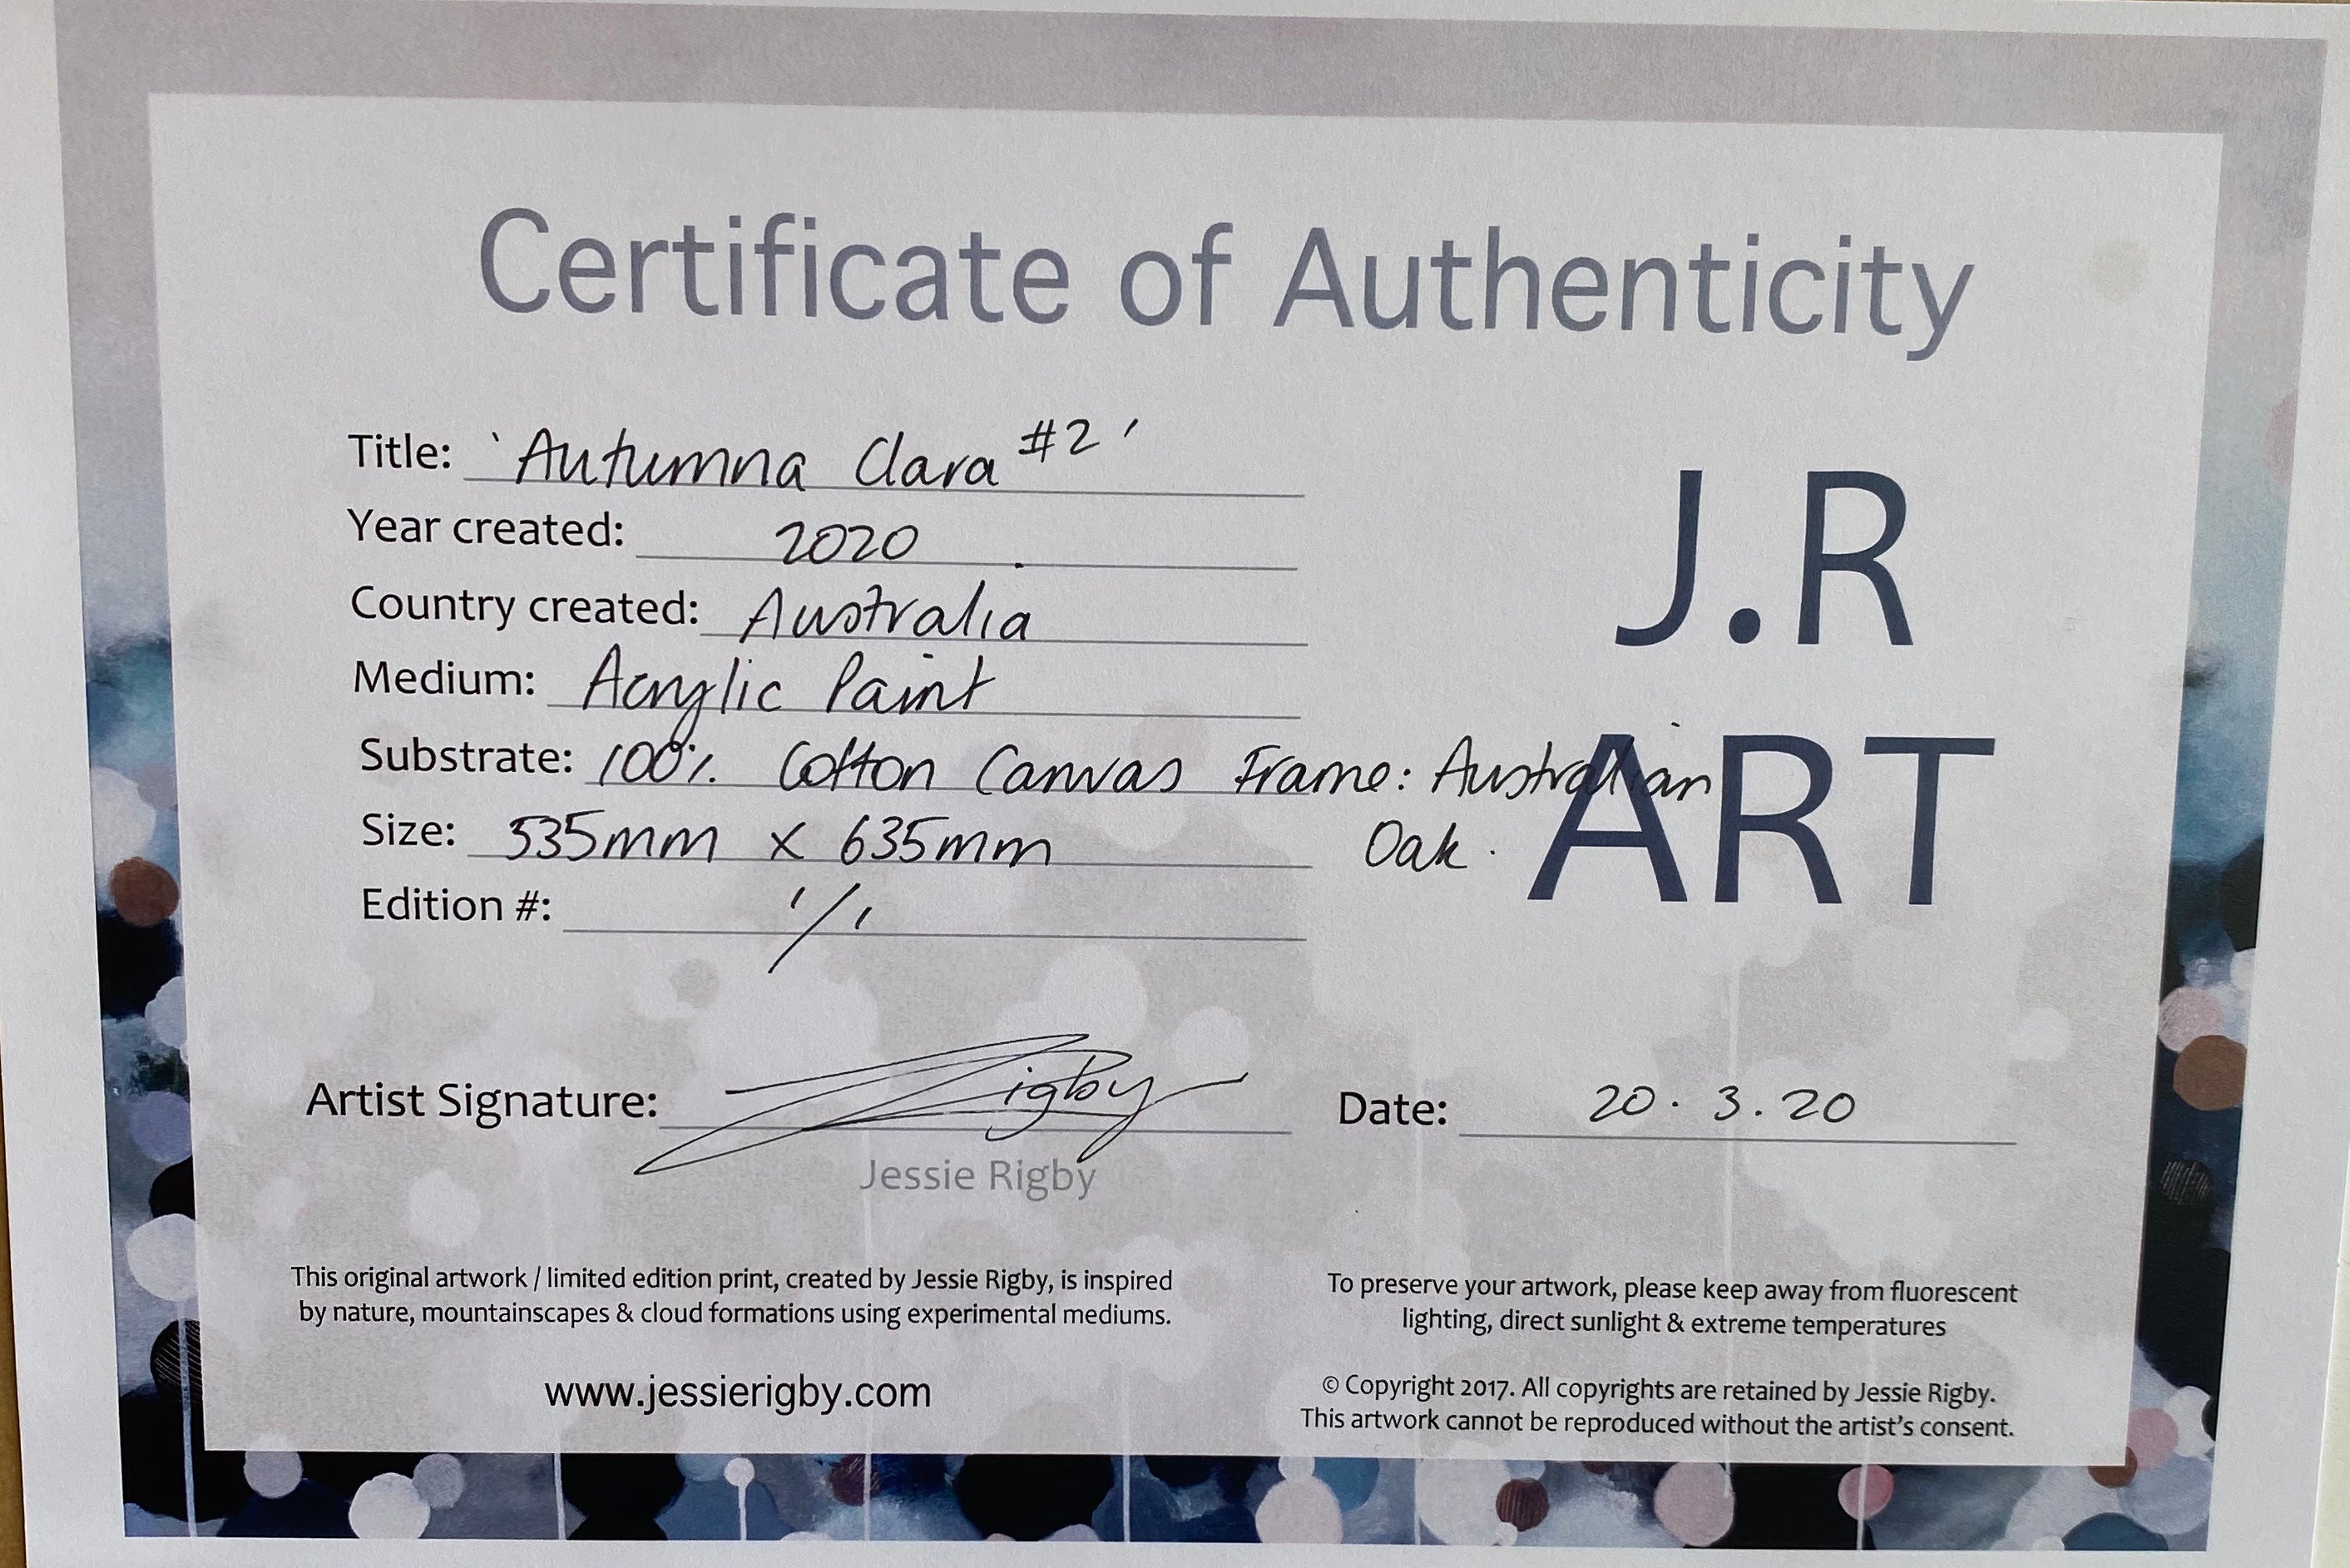 Certificate of Authenticity
Title: 'Autumna Clara #2'
Year created: 2020
Country created: Australia
Medium: Acrylic Paint
Substrate: 100% Cotton Canvas Frame: Australian
Oak.
Size: 535mm x 635mm
Edition #: 1/1
J.R
ART
Artist Signature: Rigby
Jessie Rigby
Date: 20.3.20
This original artwork / limited edition print, created by Jessie Rigby, is inspired
by nature, mountainscapes & cloud formations using experimental mediums.
www.jessierigby.com
To preserve your artwork, please keep away from fluorescent
lighting, direct sunlight & extreme temperatures
© Copyright 2017. All copyrights are retained by Jessie Rigby.
This artwork cannot be reproduced without the artist's consent.